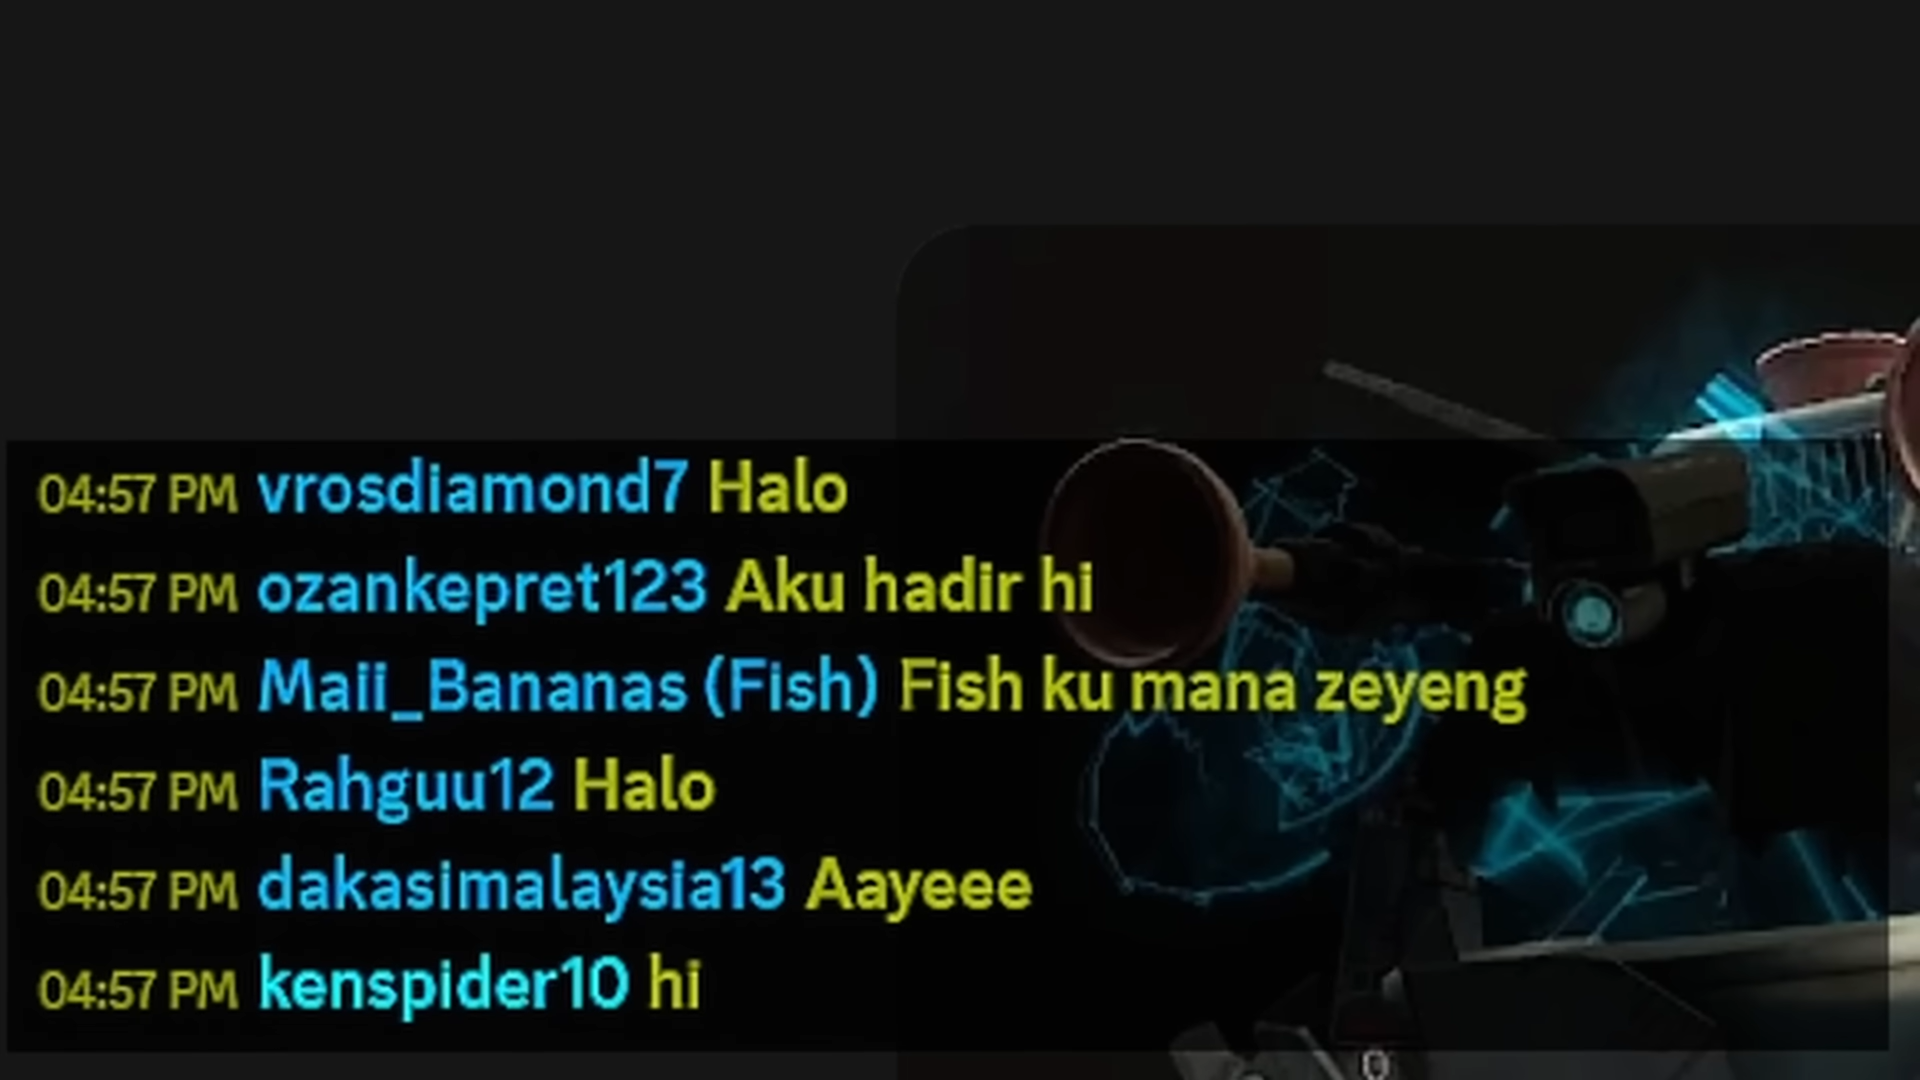 04:57 PM vrosdiamond7 Halo
04:57 PM ozankepret123 Aku hadir hi
04:57 PM Maii_Bananas (Fish) Fish ku mana zeyeng
04:57 PM Rahguu12 Halo
04:57 PM dakasimalaysia13 Aayeee
04:57 PM kenspider10 hi